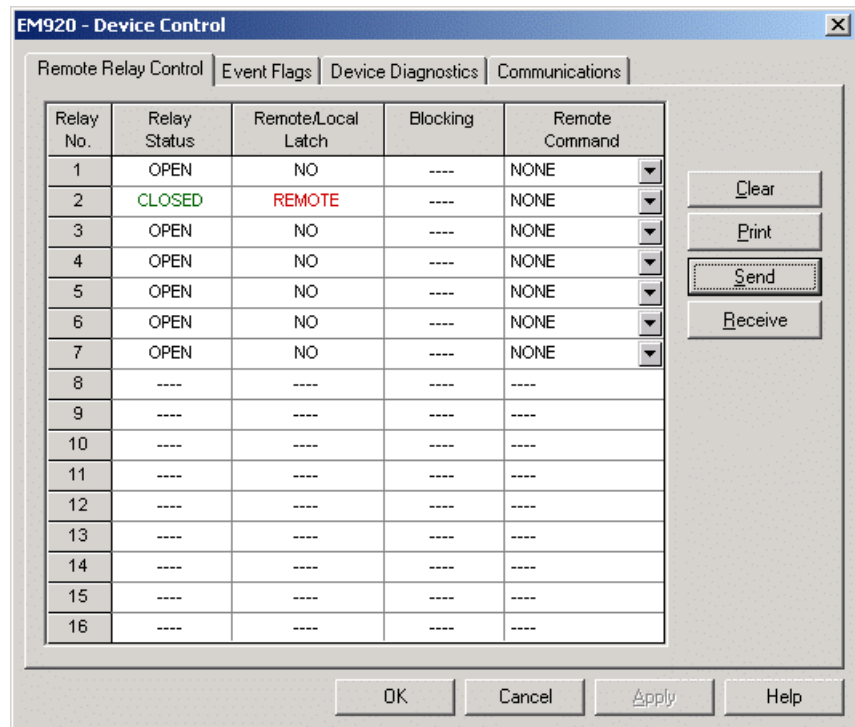 EM920 - Device Control
Remote Relay Control Event Flags Device Diagnostics Communications
Relay No. Relay Status Remote/Local Latch Blocking Remote Command
1 OPEN NO ---- NONE
2 CLOSED REMOTE ---- NONE
3 OPEN NO ---- NONE
4 OPEN NO ---- NONE
5 OPEN NO ---- NONE
6 OPEN NO ---- NONE
7 OPEN NO ---- NONE
8 ---- ---- ---- ----
9 ---- ---- ---- ----
10 ---- ---- ---- ----
11 ---- ---- ---- ----
12 ---- ---- ---- ----
13 ---- ---- ---- ----
14 ---- ---- ---- ----
15 ---- ---- ---- ----
16 ---- ---- ---- ----
Clear
Print
Send
Receive
OK Cancel Apply Help